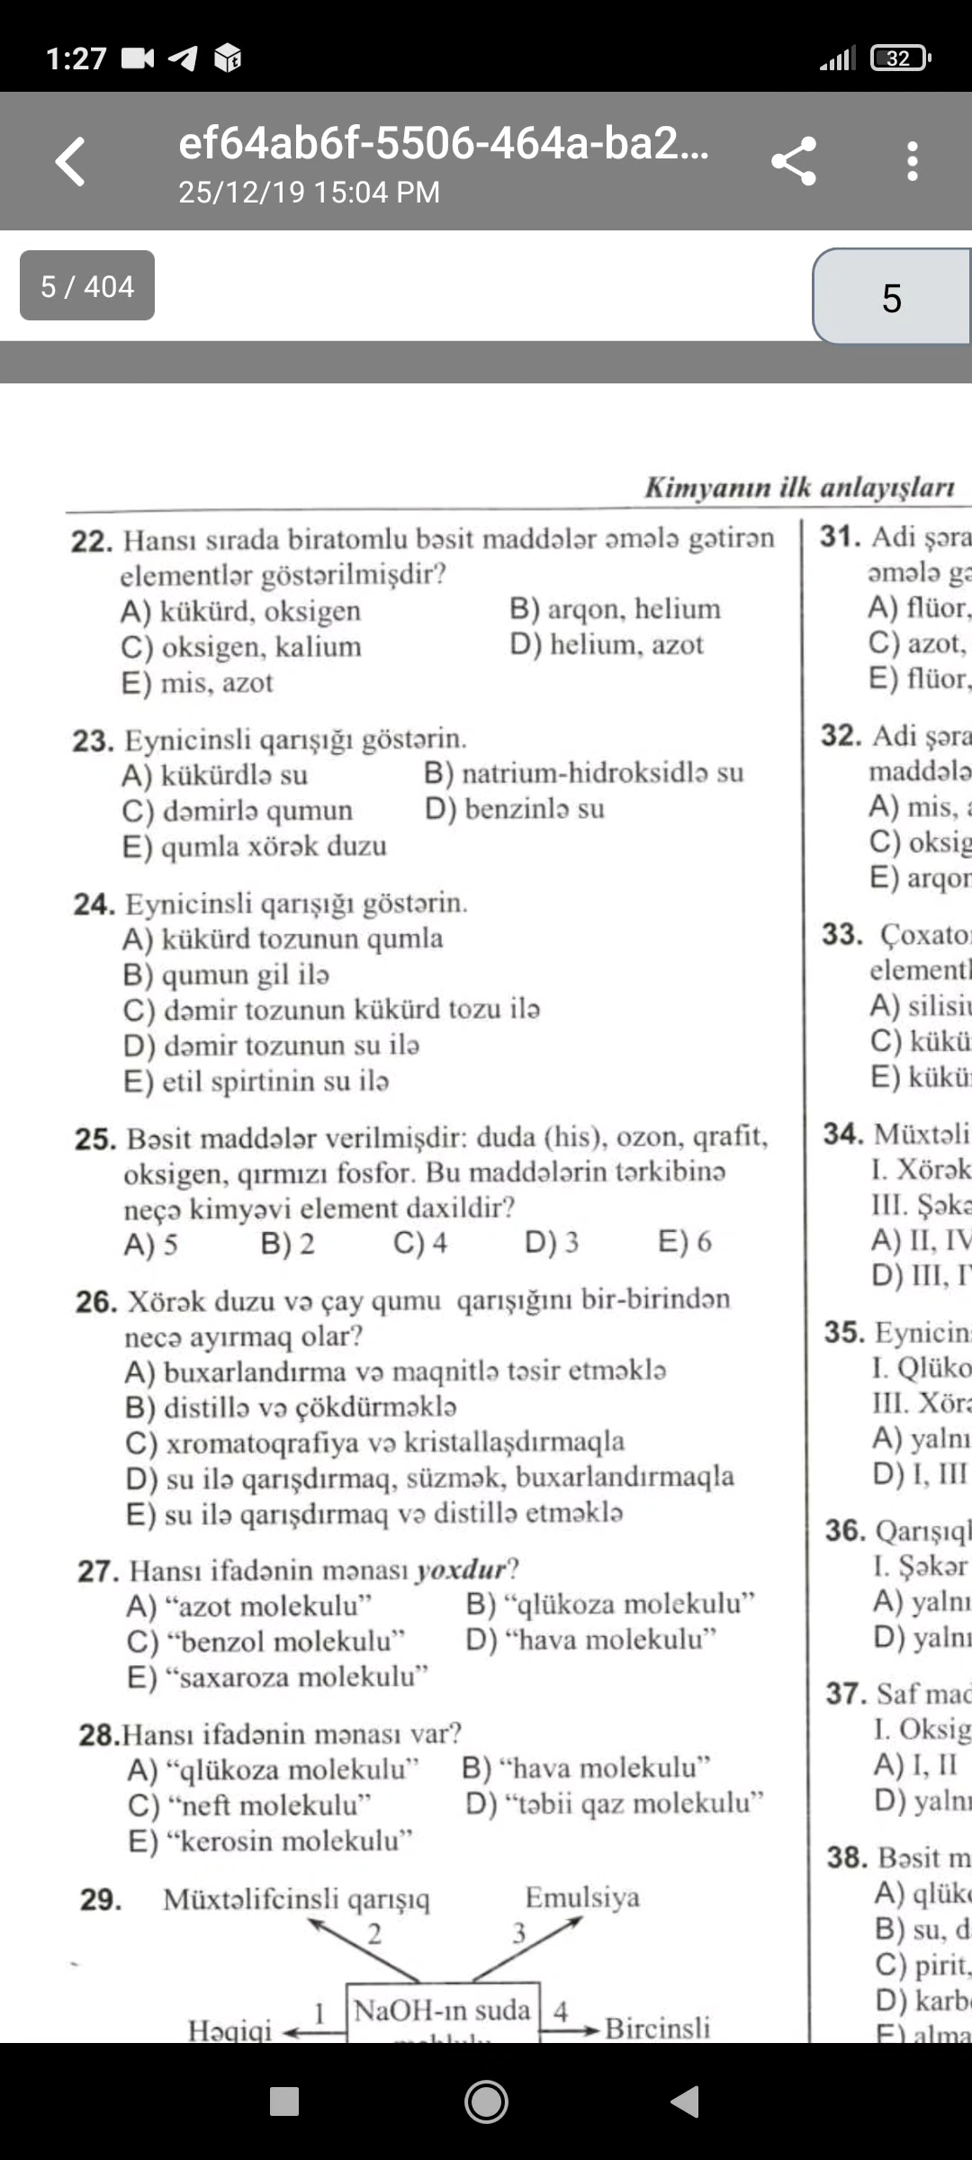 1:27
32
ef64ab6f-5506-464a-ba2...
25/12/19 15:04 PM
5 / 404
5
Kimyanın ilk anlayışları
22. Hansı sırada biratomlu bəsit maddələr əmələ gətirən
elementlər göstərilmişdir?
A) kükürd, oksigen B) arqon, helium
C) oksigen, kalium D) helium, azot
E) mis, azot
23. Eynicinsli qarışığı göstərin.
A) kükürdlə su B) natrium-hidroksidlə su
C) dəmirlə qumun D) benzinlə su
E) qumla xörək duzu
24. Eynicinsli qarışığı göstərin.
A) kükürd tozunun qumla
B) qumun gil ilə
C) dəmir tozunun kükürd tozu ilə
D) dəmir tozunun su ilə
E) etil spirtinin su ilə
25. Bəsit maddələr verilmişdir: duda (his), ozon, qrafit,
oksigen, qırmızı fosfor. Bu maddələrin tərkibinə
neçə kimyəvi element daxildir?
A) 5 B) 2 C) 4 D) 3 E) 6
26. Xörək duzu və çay qumu qarışığını bir-birindən
necə ayırmaq olar?
A) buxarlandırma və maqnitlə təsir etməklə
B) distillə və çökdürməklə
C) xromatoqrafiya və kristallaşdırmaqla
D) su ilə qarışdırmaq, süzmək, buxarlandırmaqla
E) su ilə qarışdırmaq və distillə etməklə
27. Hansı ifadənin mənası yoxdur?
A) “azot molekulu” B) “qlükoza molekulu”
C) “benzol molekulu” D) “hava molekulu”
E) “saxaroza molekulu”
28.Hansı ifadənin mənası var?
A) “qlükoza molekulu” B) “hava molekulu”
C) “neft molekulu” D) “təbii qaz molekulu”
E) “kerosin molekulu”
29. Müxtəlifcinsli qarışıq Emulsiya
2 3
1 NaOH-ın suda 4
Həqiqi Bircinsli
31. Adi şəra
əmələ gə
A) flüor,
C) azot,
E) flüor,
32. Adi şəra
maddələ
A) mis,
C) oksig
E) arqon
33. Çoxato
element
A) silisi
C) kükü
E) kükü
34. Müxtəli
I. Xörək
III. Şəkə
A) II, IV
D) III, I
35. Eynicin
I. Qlüko
III. Xörə
A) yalnı
D) I, III
36. Qarışıql
I. Şəkər
A) yalnı
D) yalnı
37. Saf mad
I. Oksig
A) I, II
D) yalnı
38. Bəsit m
A) qlük
B) su, d
C) pirit,
D) karb
E) alma